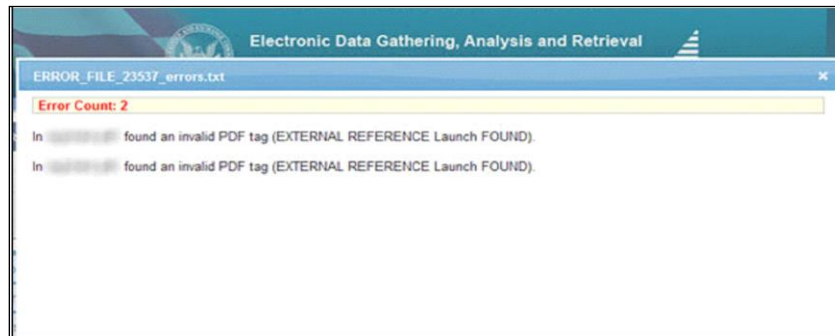 Electronic Data Gathering, Analysis and Retrieval
ERROR_FILE_23537_errors.txt
Error Count: 2
In found an invalid PDF tag (EXTERNAL REFERENCE Launch FOUND).
In found an invalid PDF tag (EXTERNAL REFERENCE Launch FOUND).